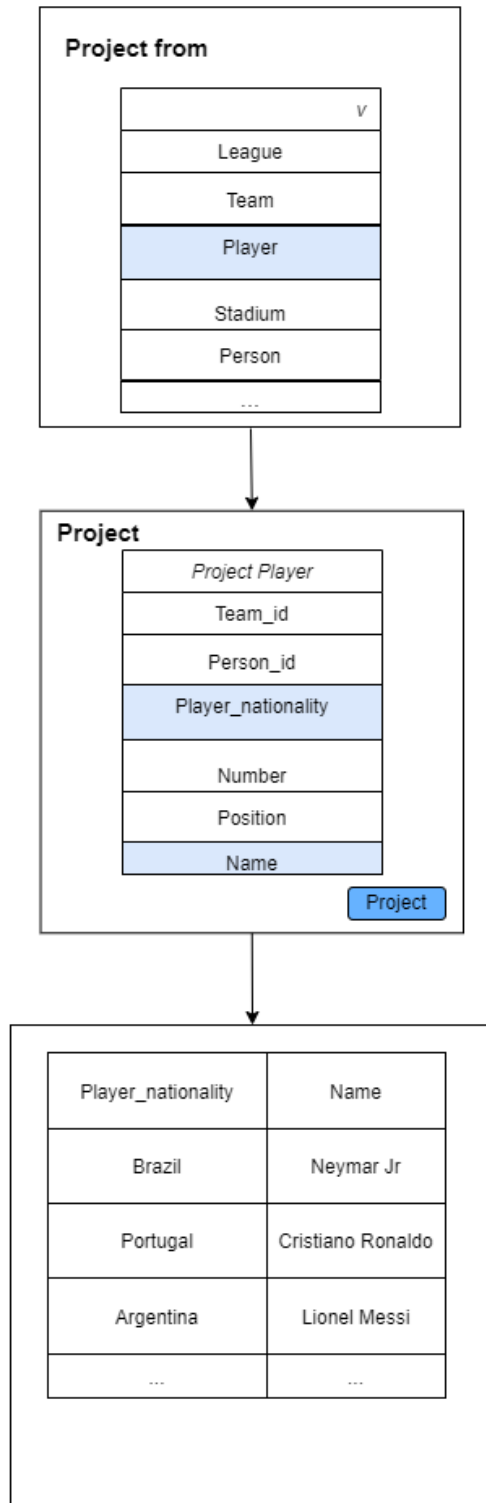 Project from
v
League
Team
Player
Stadium
Person
...
Project
Project Player
Team_id
Person_id
Player_nationality
Number
Position
Name
Project
Player_nationality Name
Brazil Neymar Jr
Portugal Cristiano Ronaldo
Argentina Lionel Messi
... ...